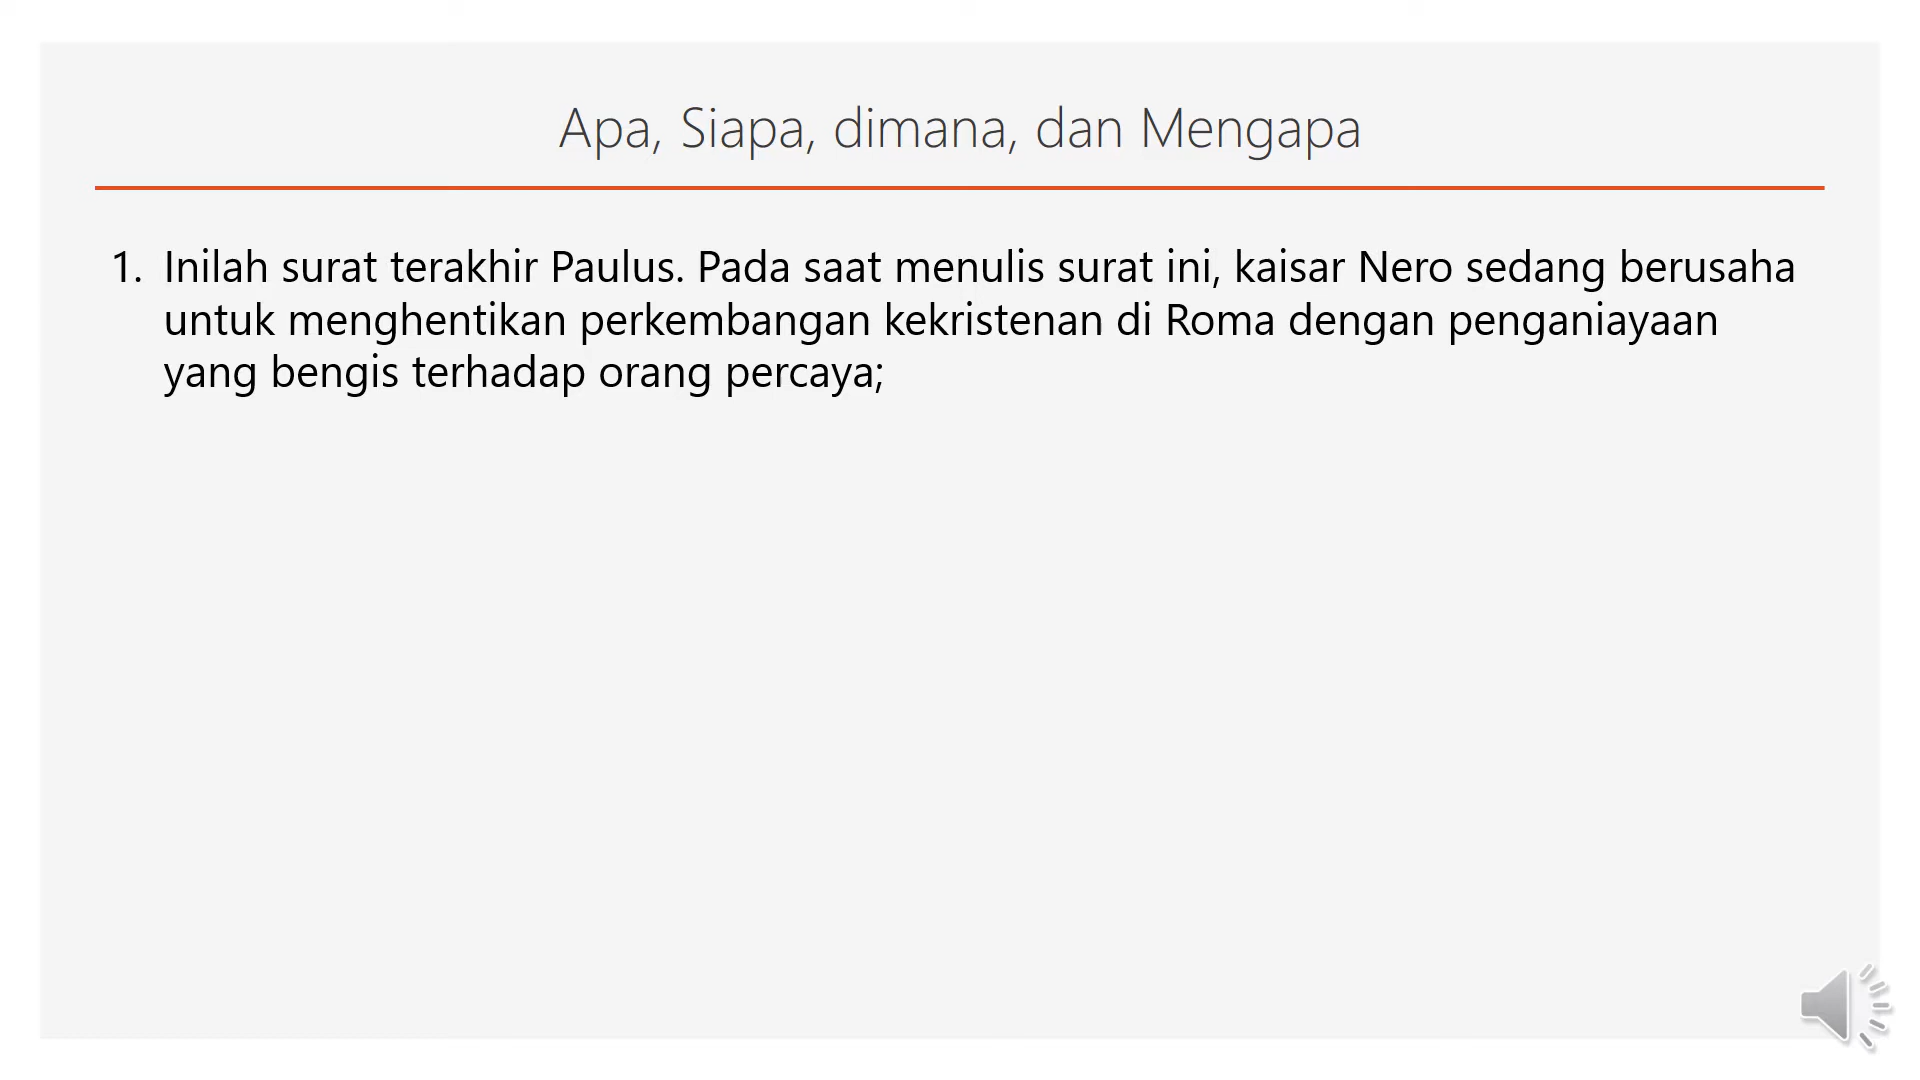 Apa, Siapa, dimana, dan Mengapa
1. Inilah surat terakhir Paulus. Pada saat menulis surat ini, kaisar Nero sedang berusaha
untuk menghentikan perkembangan kekristenan di Roma dengan penganiayaan
yang bengis terhadap orang percaya;